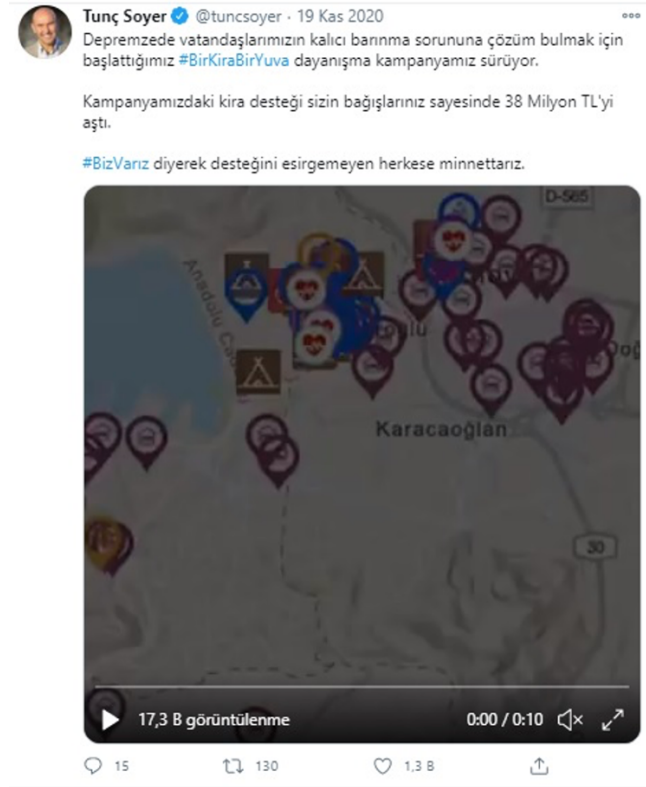 Tunç Soyer @tuncsoyer · 19 Kas 2020
Depremzede vatandaşlarımızın kalıcı barınma sorununa çözüm bulmak için
başlattığımız #BirKiraBirYuva dayanışma kampanyamız sürüyor.
Kampanyamızdaki kira desteği sizin bağışlarınız sayesinde 38 Milyon TL'yi
aştı.
#BizVarız diyerek desteğini esirgemeyen herkese minnettarız.
D-565
Anadolu
Karacaoğlan
30
17,3 B görüntülenme 0:00 / 0:10
15 130 1,3 B